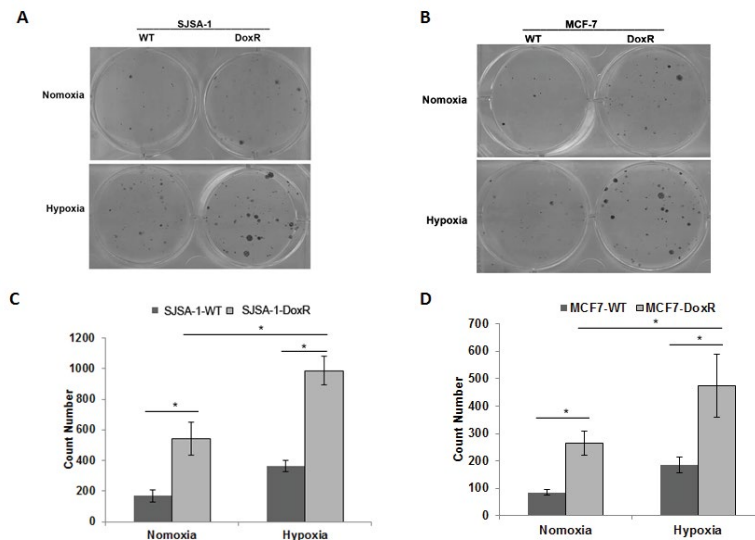 A
SJSA-1
WT DoxR
Nomoxia
Hypoxia
B
MCF-7
WT DoxR
Nomoxia
Hypoxia
C
SJSA-1-WT SJSA-1-DoxR
Count Number
1200
1000
800
600
400
200
0
*
*
*
Nomoxia Hypoxia
D
MCF7-WT MCF7-DoxR
Count Number
700
600
500
400
300
200
100
0
*
*
*
Nomoxia Hypoxia